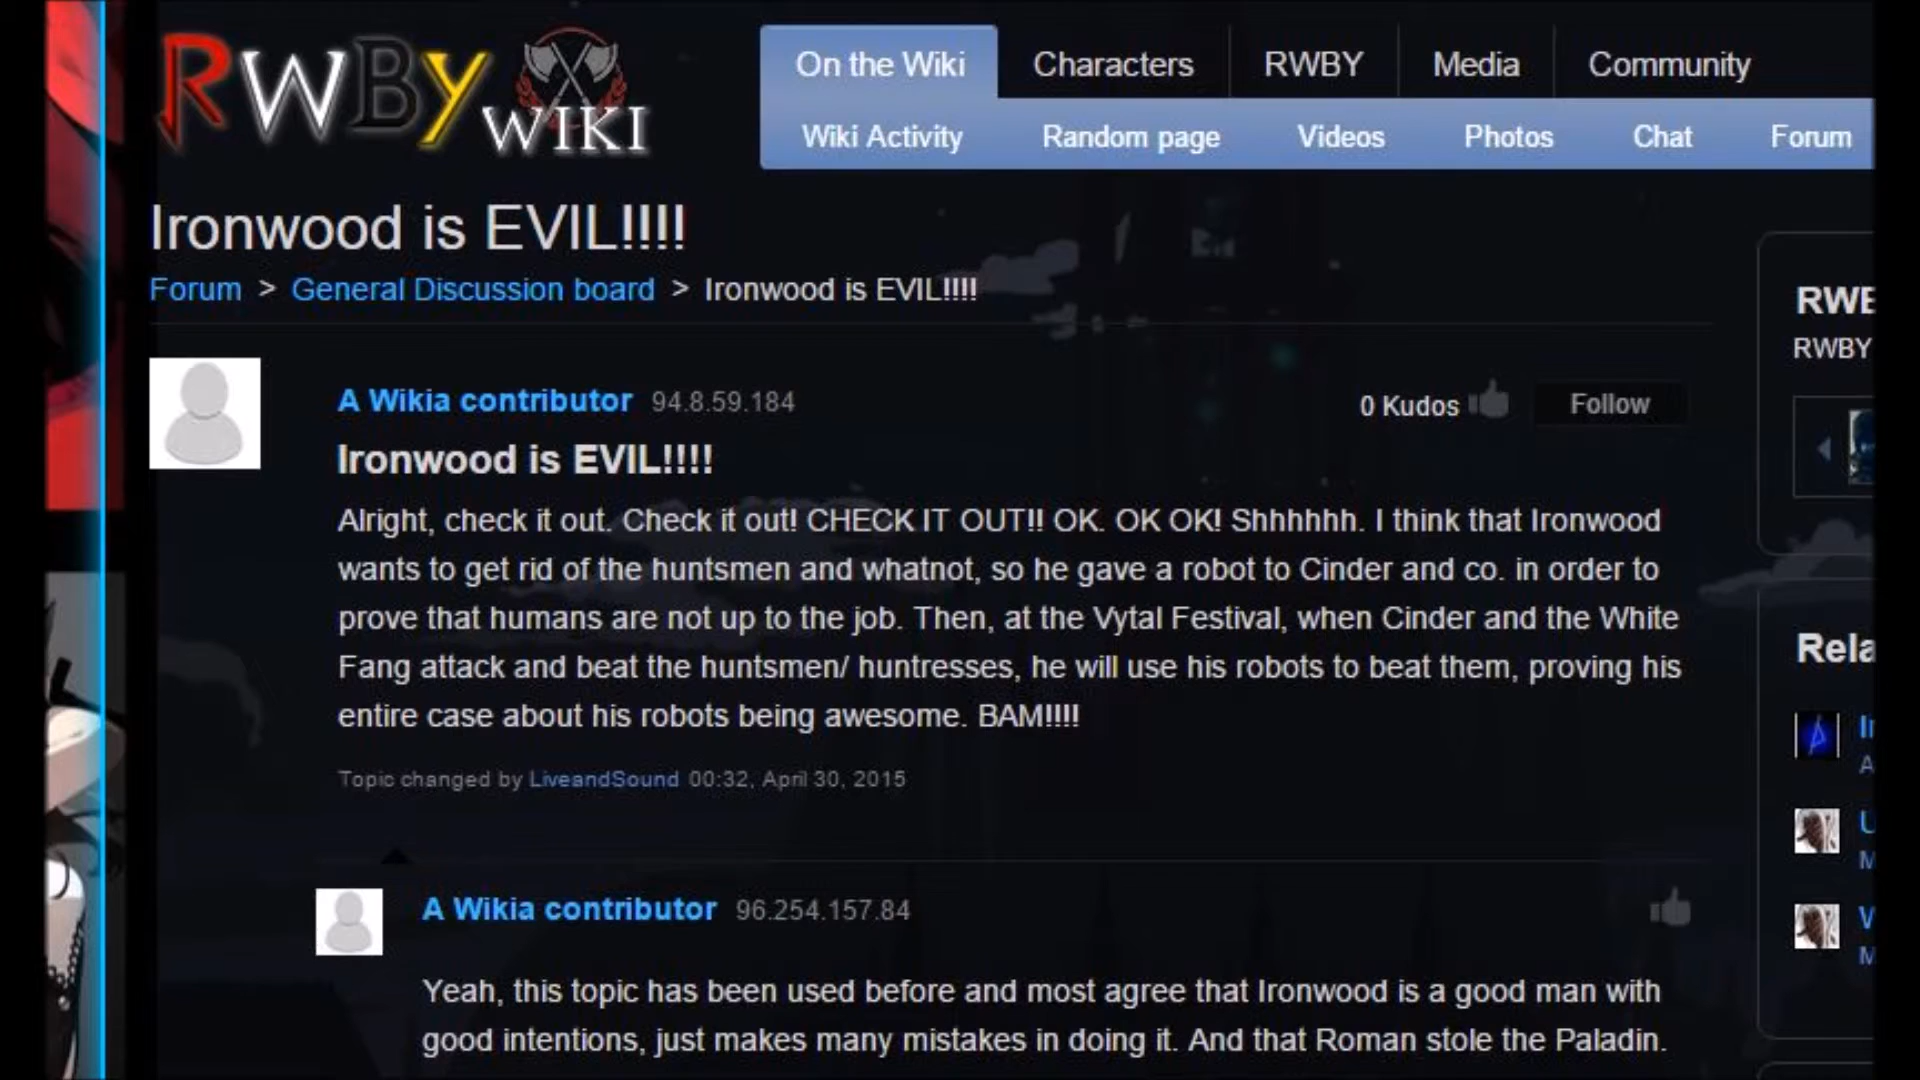 RWBY WIKI
On the Wiki Characters RWBY Media Community
Wiki Activity Random page Videos Photos Chat Forum
Ironwood is EVIL!!!!
Forum > General Discussion board > Ironwood is EVIL!!!!
RWB
RWBY
A Wikia contributor 94.8.59.184
0 Kudos Follow
Ironwood is EVIL!!!!
Alright, check it out. Check it out! CHECK IT OUT!! OK. OK OK! Shhhhhh. I think that Ironwood
wants to get rid of the huntsmen and whatnot, so he gave a robot to Cinder and co. in order to
prove that humans are not up to the job. Then, at the Vytal Festival, when Cinder and the White
Fang attack and beat the huntsmen/ huntresses, he will use his robots to beat them, proving his
entire case about his robots being awesome. BAM!!!!
Topic changed by LiveandSound 00:32, April 30, 2015
Rela
A Wikia contributor 96.254.157.84
Yeah, this topic has been used before and most agree that Ironwood is a good man with
good intentions, just makes many mistakes in doing it. And that Roman stole the Paladin.